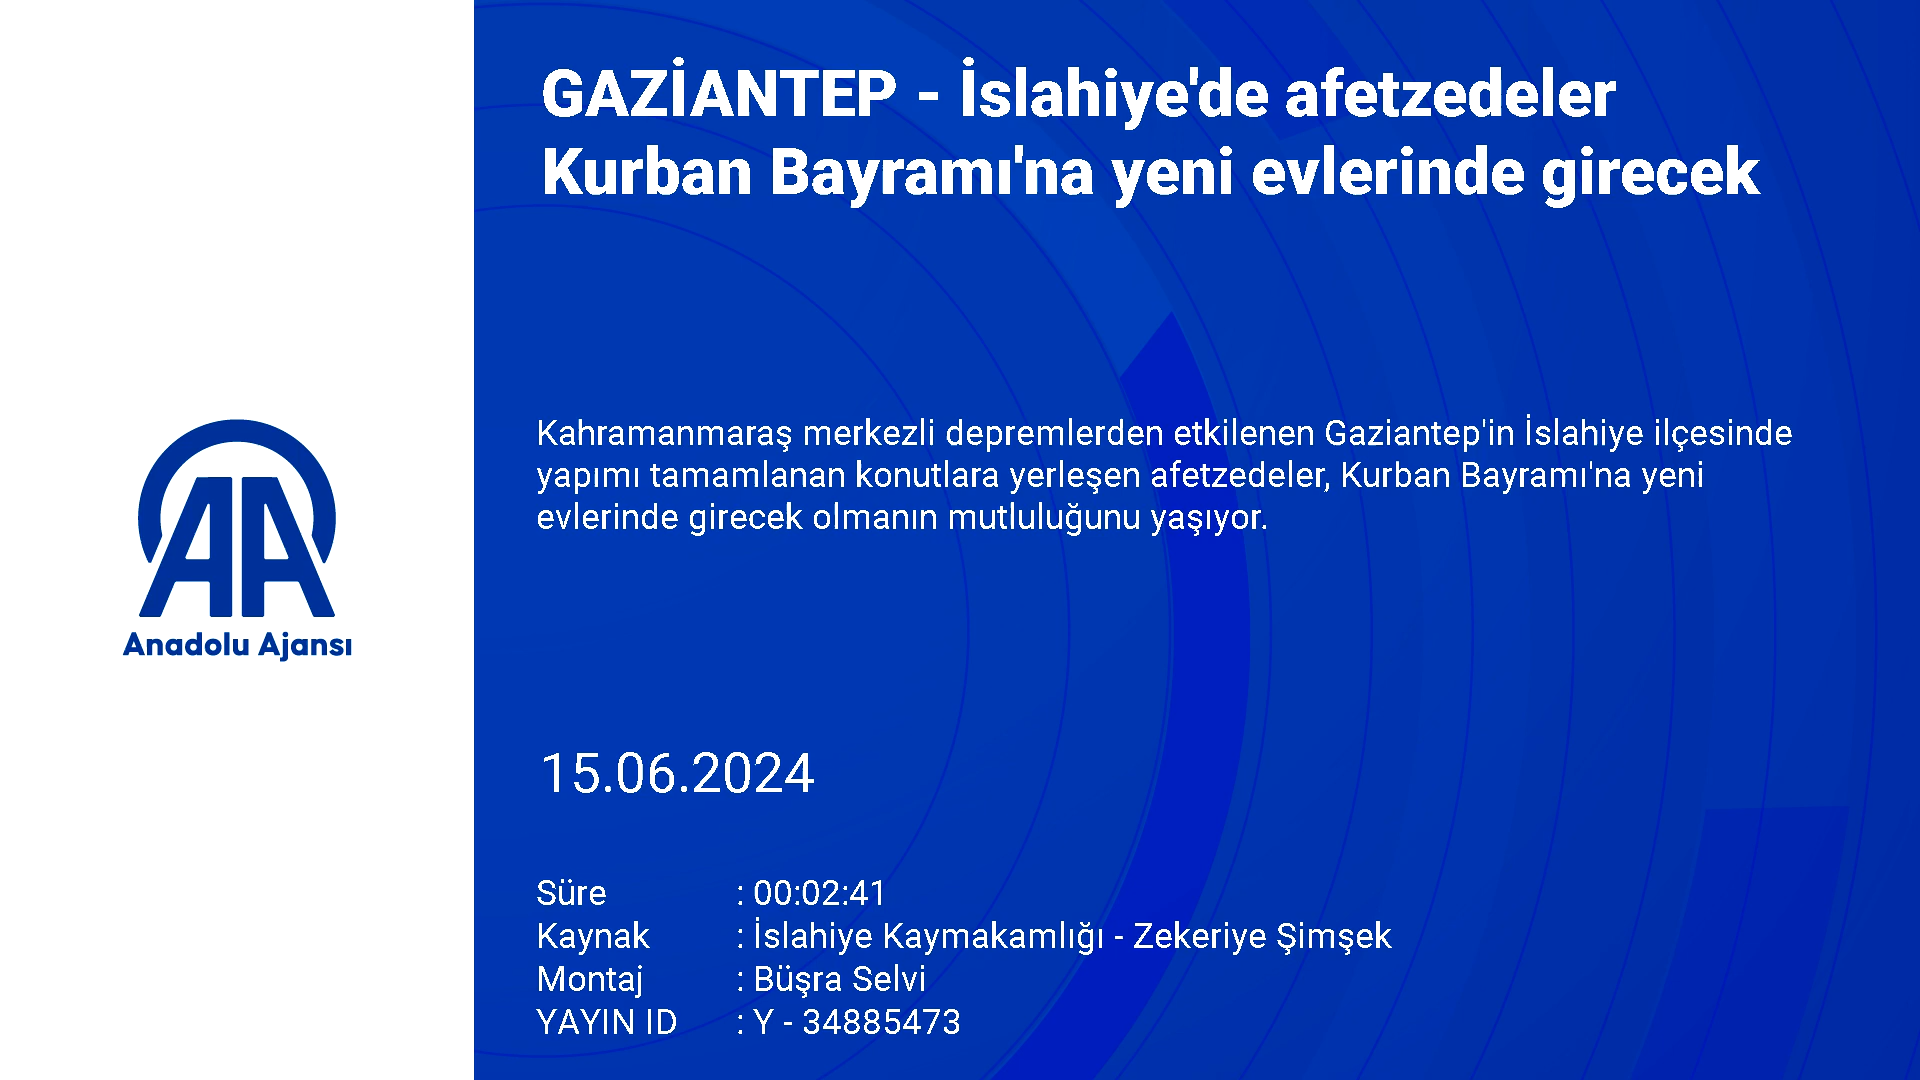 GAZİANTEP - İslahiye'de afetzedeler
Kurban Bayramı'na yeni evlerinde girecek
Kahramanmaraş merkezli depremlerden etkilenen Gaziantep'in İslahiye ilçesinde
yapımı tamamlanan konutlara yerleşen afetzedeler, Kurban Bayramı'na yeni
evlerinde girecek olmanın mutluluğunu yaşıyor.
AA
Anadolu Ajansı
15.06.2024
Süre : 00:02:41
Kaynak : İslahiye Kaymakamlığı - Zekeriye Şimşek
Montaj : Büşra Selvi
YAYIN ID : Y - 34885473